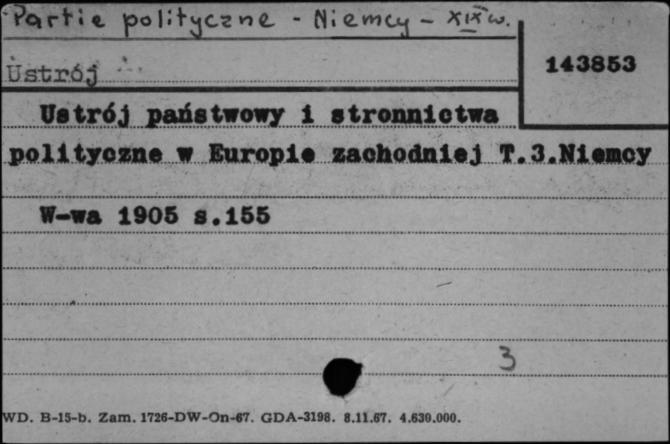 Partie polityczne - Niemcy - XIX w.
Ustrój
143853
Ustrój państwowy i stronnictwa
polityczne w Europie zachodniej T.3.Niemcy
W-wa 1905 s.155
3
WD. B-15-b. Zam. 1726-DW-On-67. GDA-3198. 8.11.67. 4.630.000.